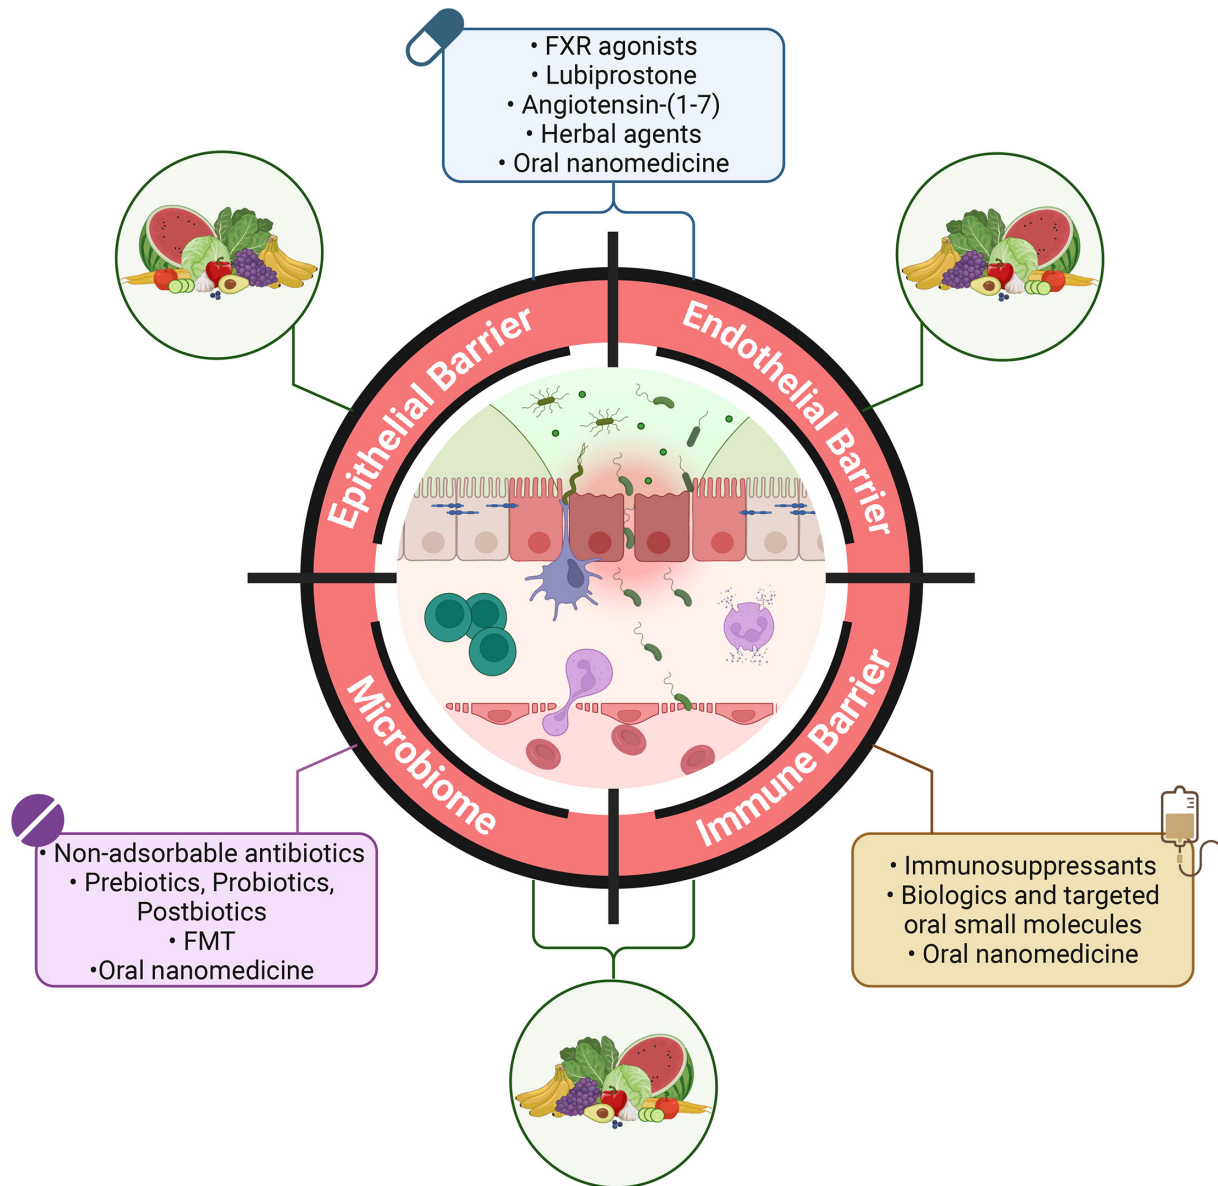 • FXR agonists
• Lubiprostone
• Angiotensin-(1-7)
• Herbal agents
• Oral nanomedicine
Epithelial Barrier
Endothelial Barrier
Microbiome
Immune Barrier
• Non-adsorbable antibiotics
• Prebiotics, Probiotics,
Postbiotics
• FMT
•Oral nanomedicine
• Immunosuppressants
• Biologics and targeted
oral small molecules
• Oral nanomedicine